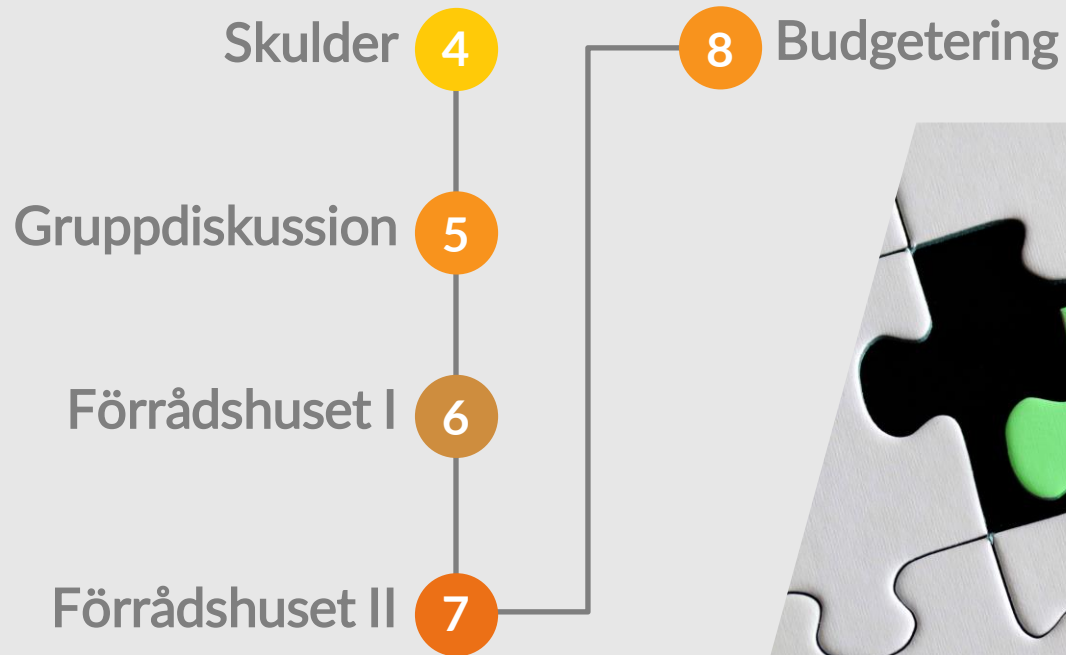 Skulder 4
Gruppdiskussion 5
Förrådshuset I 6
Förrådshuset II 7
8 Budgetering